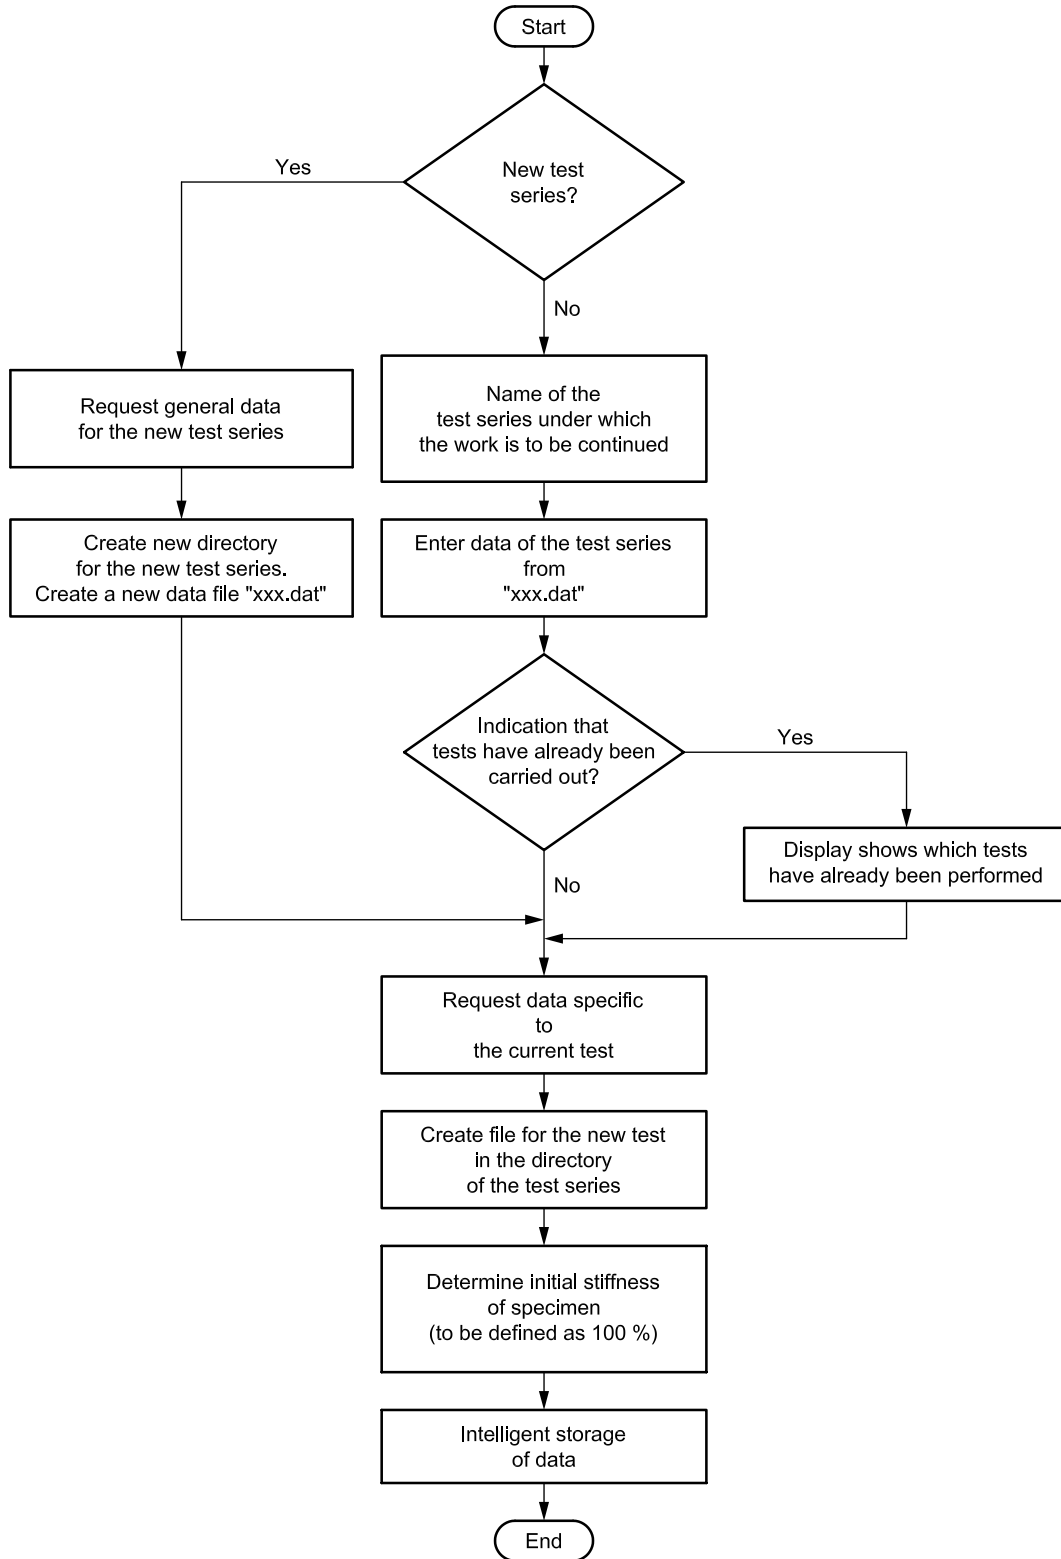 Start
New test
series?
Yes
No
Request general data
for the new test series
Name of the
test series under which
the work is to be continued
Create new directory
for the new test series.
Create a new data file "xxx.dat"
Enter data of the test series
from
"xxx.dat"
Indication that
tests have already been
carried out?
Yes
Display shows which tests
have already been performed
No
Request data specific
to
the current test
Create file for the new test
in the directory
of the test series
Determine initial stiffness
of specimen
(to be defined as 100 %)
Intelligent storage
of data
End